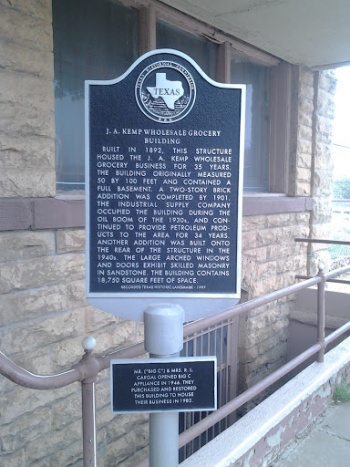 TEXAS
J. A. KEMP WHOLESALE GROCERY
BUILDING
BUILT IN 1892, THIS STRUCTURE
HOUSED THE J. A. KEMP WHOLESALE
GROCERY BUSINESS FOR 35 YEARS.
THE BUILDING ORIGINALLY MEASURED
50 BY 100 FEET AND CONTAINED A
FULL BASEMENT. A TWO-STORY BRICK
ADDITION WAS COMPLETED BY 1901.
THE INDUSTRIAL SUPPLY COMPANY
OCCUPIED THE BUILDING DURING THE
OIL BOOM OF THE 1920s, AND CON-
TINUED TO PROVIDE PETROLEUM PROD-
UCTS TO THE AREA FOR 34 YEARS.
ANOTHER ADDITION WAS BUILT ONTO
THE REAR OF THE STRUCTURE IN THE
1940s. THE LARGE ARCHED WINDOWS
AND DOORS EXHIBIT SKILLED MASONRY
IN SANDSTONE. THE BUILDING CONTAINS
18,750 SQUARE FEET OF SPACE.
RECORDED TEXAS HISTORIC LANDMARK
MR. ("BIG C") & MRS. R. L.
CARGAL OPENED BIG C
APPLIANCE IN 1946. THEY
PURCHASED AND RESTORED
THIS BUILDING TO HOUSE
THEIR BUSINESS IN 1985.